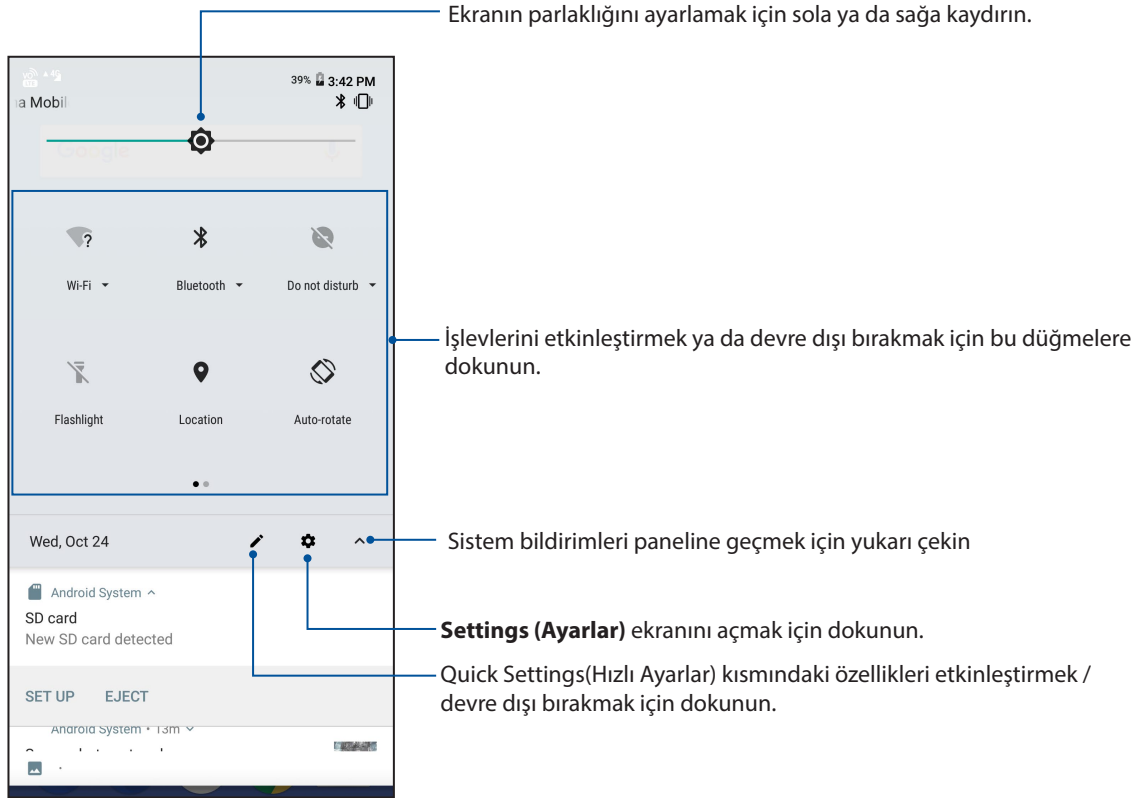 Ekranın parlaklığını ayarlamak için sola ya da sağa kaydırın.
39% 3:42 PM
a Mobil
Google
Wi-Fi
Bluetooth
Do not disturb
İşlevlerini etkinleştirmek ya da devre dışı bırakmak için bu düğmelere
dokunun.
Flashlight
Location
Auto-rotate
Wed, Oct 24
Sistem bildirimleri paneline geçmek için yukarı çekin
Android System
SD card
New SD card detected
Settings (Ayarlar) ekranını açmak için dokunun.
Quick Settings(Hızlı Ayarlar) kısmındaki özellikleri etkinleştirmek /
devre dışı bırakmak için dokunun.
SET UP EJECT
Android System • 13m